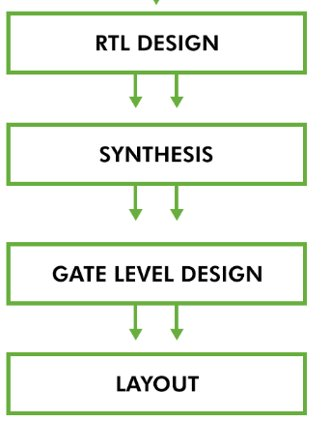 RTL DESIGN
SYNTHESIS
GATE LEVEL DESIGN
LAYOUT